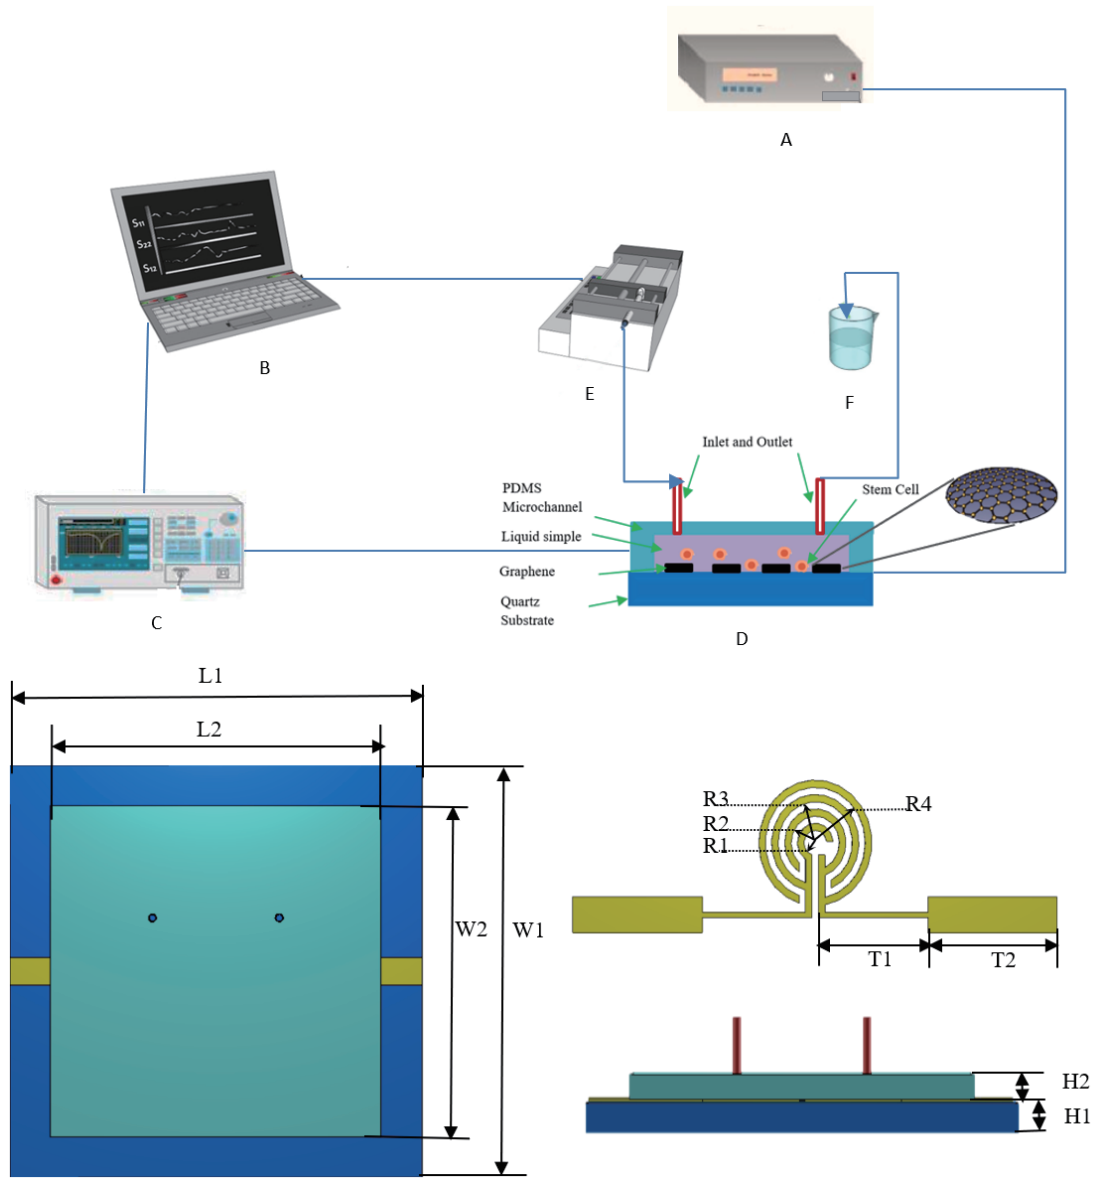 A
S11
S22
S12
B
E
F
Inlet and Outlet
PDMS
Microchannel
Stem Cell
Liquid simple
Graphene
Quartz
Substrate
C
D
L1
L2
W2
W1
R3
R4
R2
R1
T1
T2
H2
H1